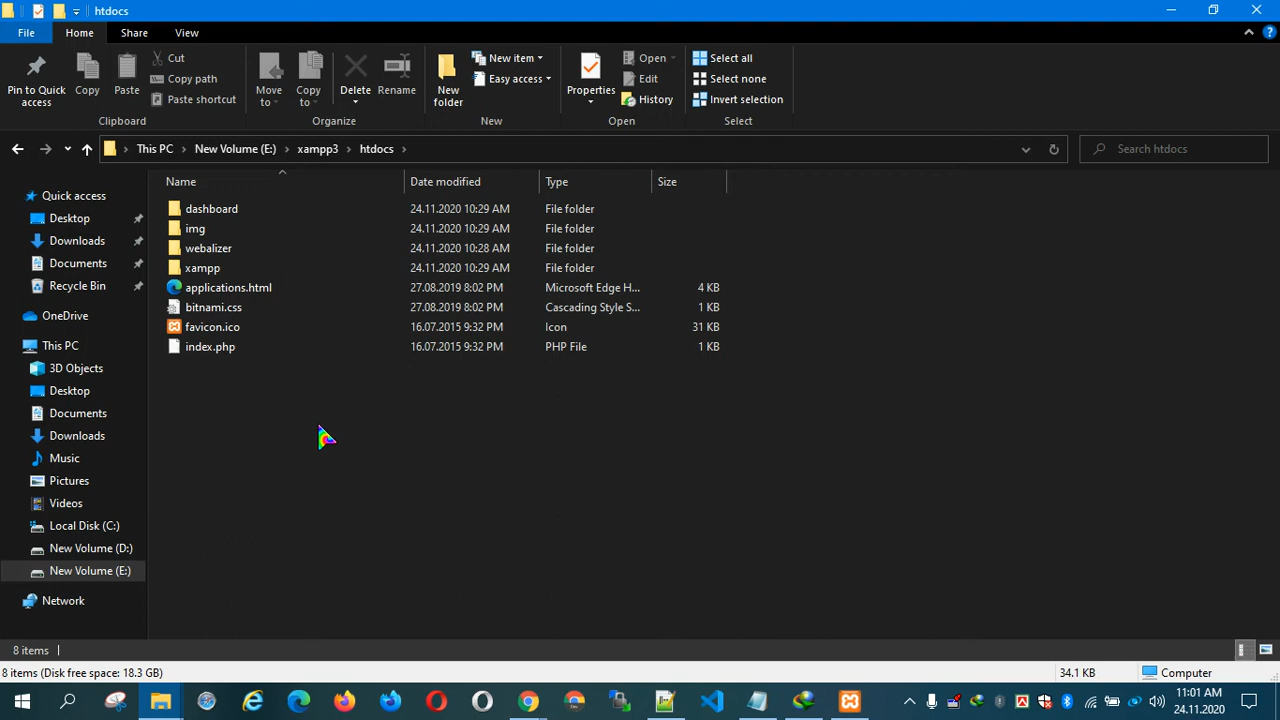 htdocs
File Home Share View
Pin to Quick access
Copy
Paste
Cut
Copy path
Paste shortcut
Clipboard
Move to
Copy to
Delete
Rename
Organize
New folder
New item
Easy access
New
Properties
Open
Edit
History
Open
Select all
Select none
Invert selection
Select
This PC > New Volume (E:) > xampp3 > htdocs >
Search htdocs
Quick access
Desktop
Downloads
Documents
Recycle Bin
OneDrive
This PC
3D Objects
Desktop
Documents
Downloads
Music
Pictures
Videos
Local Disk (C:)
New Volume (D:)
New Volume (E:)
Network
Name Date modified Type Size
dashboard 24.11.2020 10:29 AM File folder
img 24.11.2020 10:29 AM File folder
webalizer 24.11.2020 10:28 AM File folder
xampp 24.11.2020 10:29 AM File folder
applications.html 27.08.2019 8:02 PM Microsoft Edge H... 4 KB
bitnami.css 27.08.2019 8:02 PM Cascading Style S... 1 KB
favicon.ico 16.07.2015 9:32 PM Icon 31 KB
index.php 16.07.2015 9:32 PM PHP File 1 KB
8 items
8 items (Disk free space: 18.3 GB) 34.1 KB Computer
11:01 AM
24.11.2020